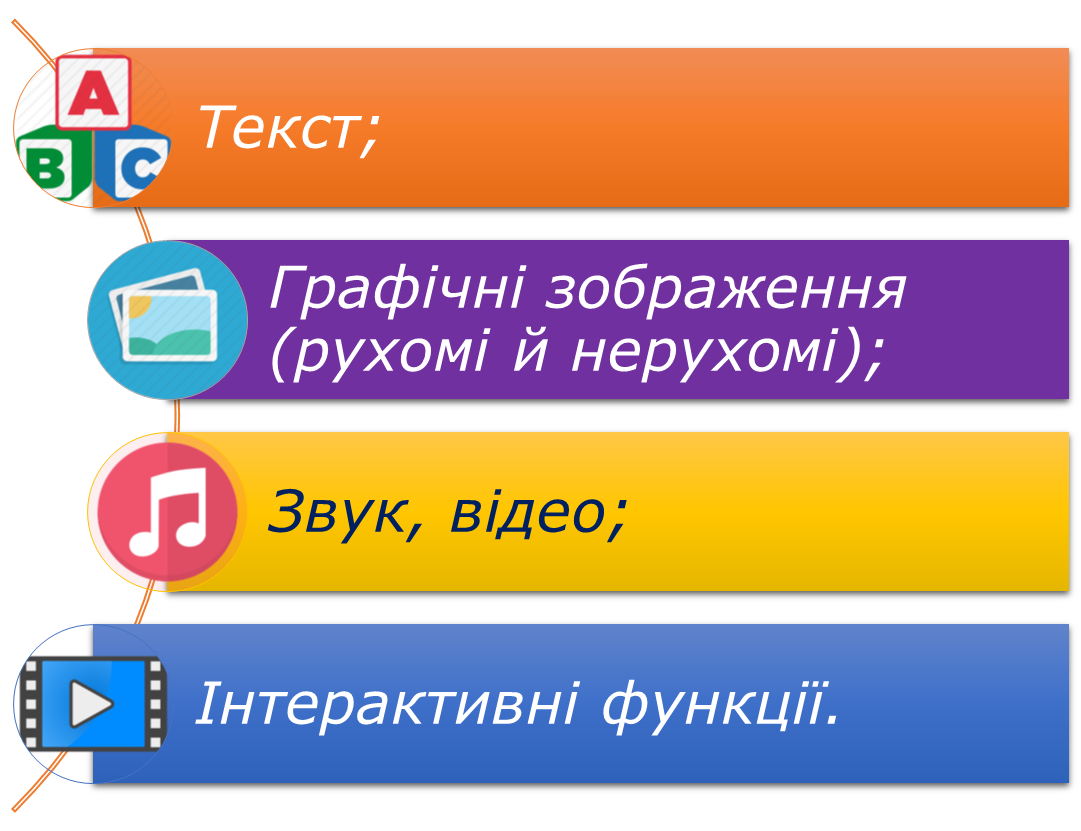 A
B C
Текст;
Графічні зображення
(рухомі й нерухомі);
Звук, відео;
Інтерактивні функції.